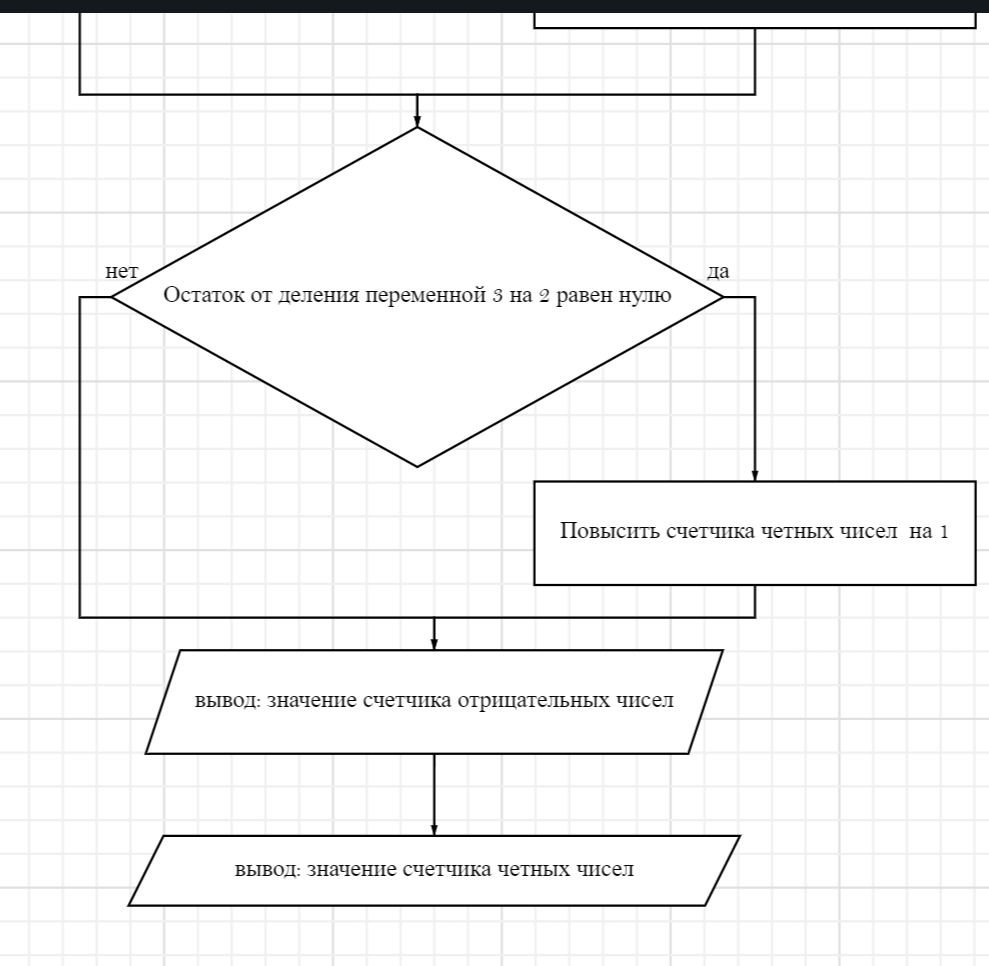 нет
да
Остаток от деления переменной 3 на 2 равен нулю
Повысить счетчика четных чисел на 1
вывод: значение счетчика отрицательных чисел
вывод: значение счетчика четных чисел